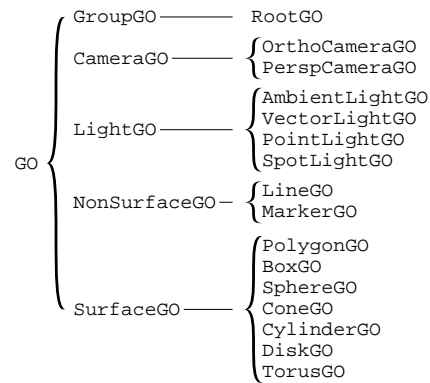 GO
GroupGO
RootGO
CameraGO
OrthoCameraGO
PerspCameraGO
LightGO
AmbientLightGO
VectorLightGO
PointLightGO
SpotLightGO
NonSurfaceGO
LineGO
MarkerGO
SurfaceGO
PolygonGO
BoxGO
SphereGO
ConeGO
CylinderGO
DiskGO
TorusGO